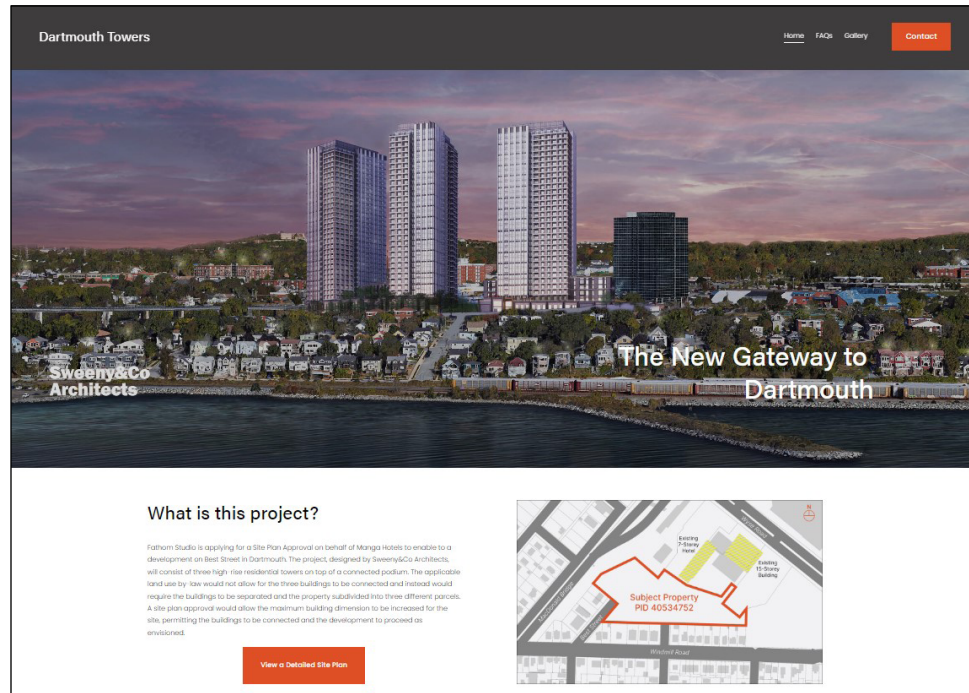 Dartmouth Towers
Home FAQs Gallery Contact
Sweeny&Co
Architects
The New Gateway to
Dartmouth
What is this project?
Fathom Studio is applying for a Site Plan Approval on behalf of Manga Hotels to enable to a
development on Best Street in Dartmouth. The project, designed by Sweeny&Co Architects,
will consist of three high-rise residential towers on top of a connected podium. The applicable
land use by-law would not allow for the three buildings to be connected and instead would
require the buildings to be separated and the property subdivided into three different parcels.
A site plan approval would allow the maximum building dimension to be increased for the
site, permitting the buildings to be connected and the development to proceed as
envisioned.
View a Detailed Site Plan
N
Wyse Road
Existing
7-Storey
Hotel
Existing
15-Storey
Building
MacDonald Bridge
Subject Property
PID 40534752
Best Street
Windmill Road